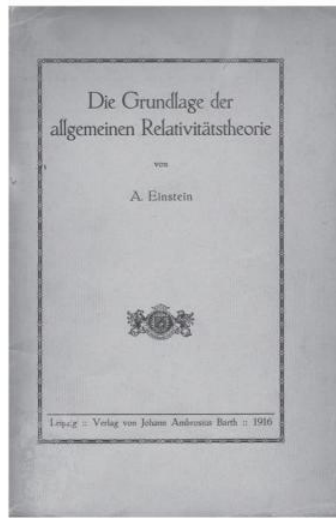 Die Grundlage der
allgemeinen Relativitätstheorie
von
A. Einstein
Leipzig :: Verlag von Johann Ambrosius Barth :: 1916